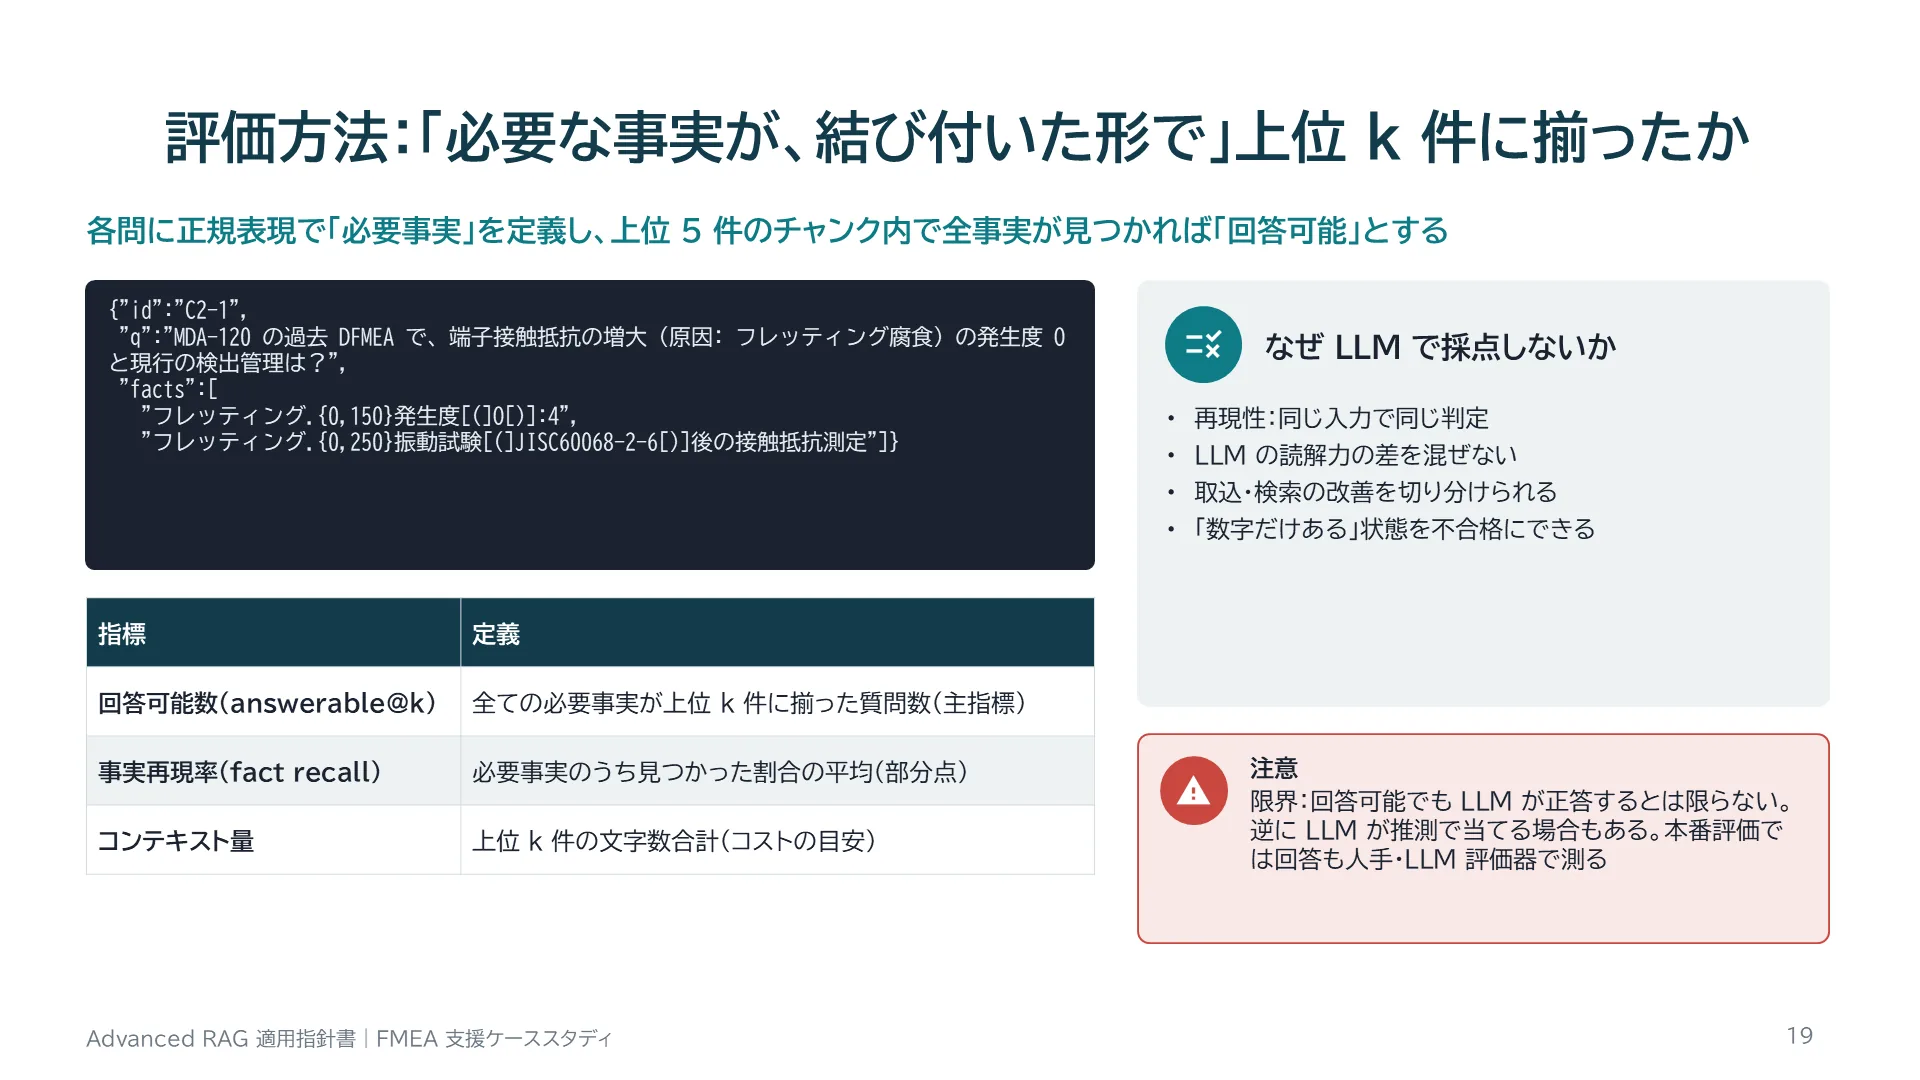 評価方法：「必要な事実が、結び付いた形で」上位 k 件に揃ったか
各問に正規表現で「必要事実」を定義し、上位 5 件のチャンク内で全事実が見つかれば「回答可能」とする
{"id":"C2-1",
"q":"MDA-120 の過去 DFMEA で、端子接触抵抗の増大（原因: フレッティング腐食）の発生度 O
と現行の検出管理は？",
"facts":[
"フレッティング.{0,150}発生度[(]O[)]:4",
"フレッティング.{0,250}振動試験[(]JISC60068-2-6[)]後の接触抵抗測定"]}
指標
定義
回答可能数（answerable@k）
全ての必要事実が上位 k 件に揃った質問数（主指標）
事実再現率（fact recall）
必要事実のうち見つかった割合の平均（部分点）
コンテキスト量
上位 k 件の文字数合計（コストの目安）
なぜ LLM で採点しないか
• 再現性：同じ入力で同じ判定
• LLM の読解力の差を混ぜない
• 取込・検索の改善を切り分けられる
• 「数字だけある」状態を不合格にできる
注意
限界：回答可能でも LLM が正答するとは限らない。
逆に LLM が推測で当てる場合もある。本番評価で
は回答も人手・LLM 評価器で測る
Advanced RAG 適用指針書｜FMEA 支援ケーススタディ
19